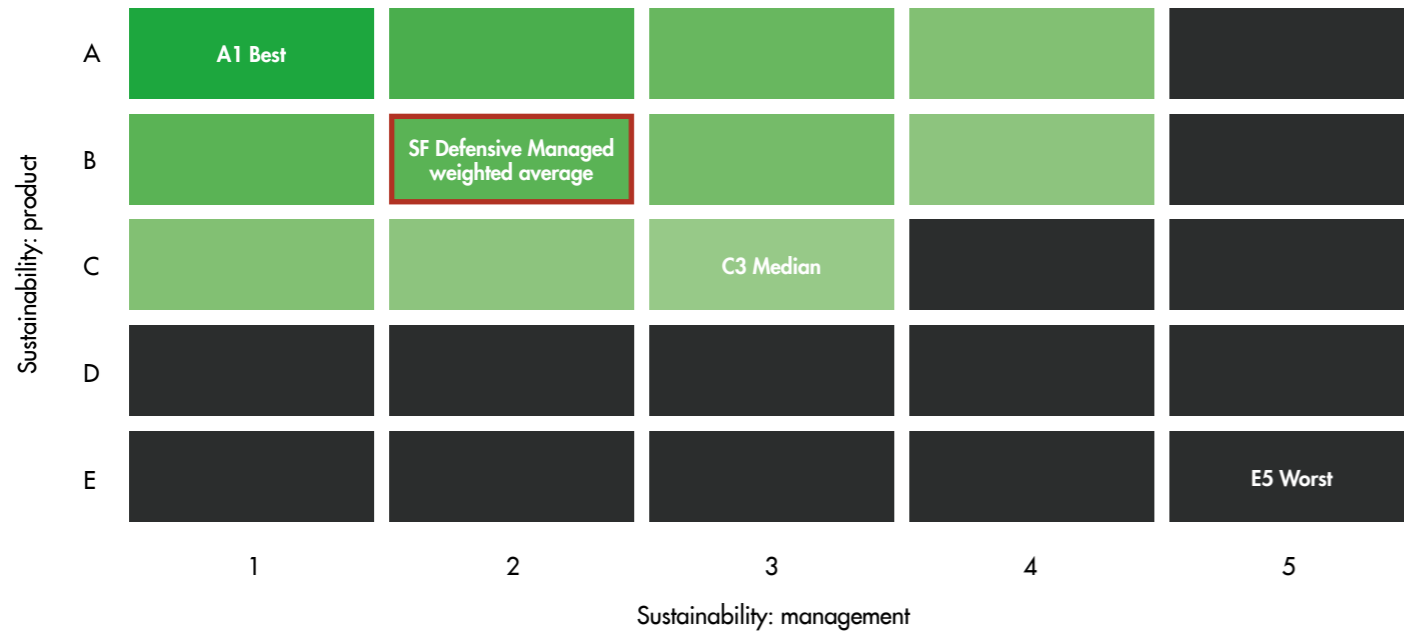 A
A1 Best
B
SF Defensive Managed
weighted average
C
C3 Median
D
E
E5 Worst
Sustainability: product
1
2
3
4
5
Sustainability: management